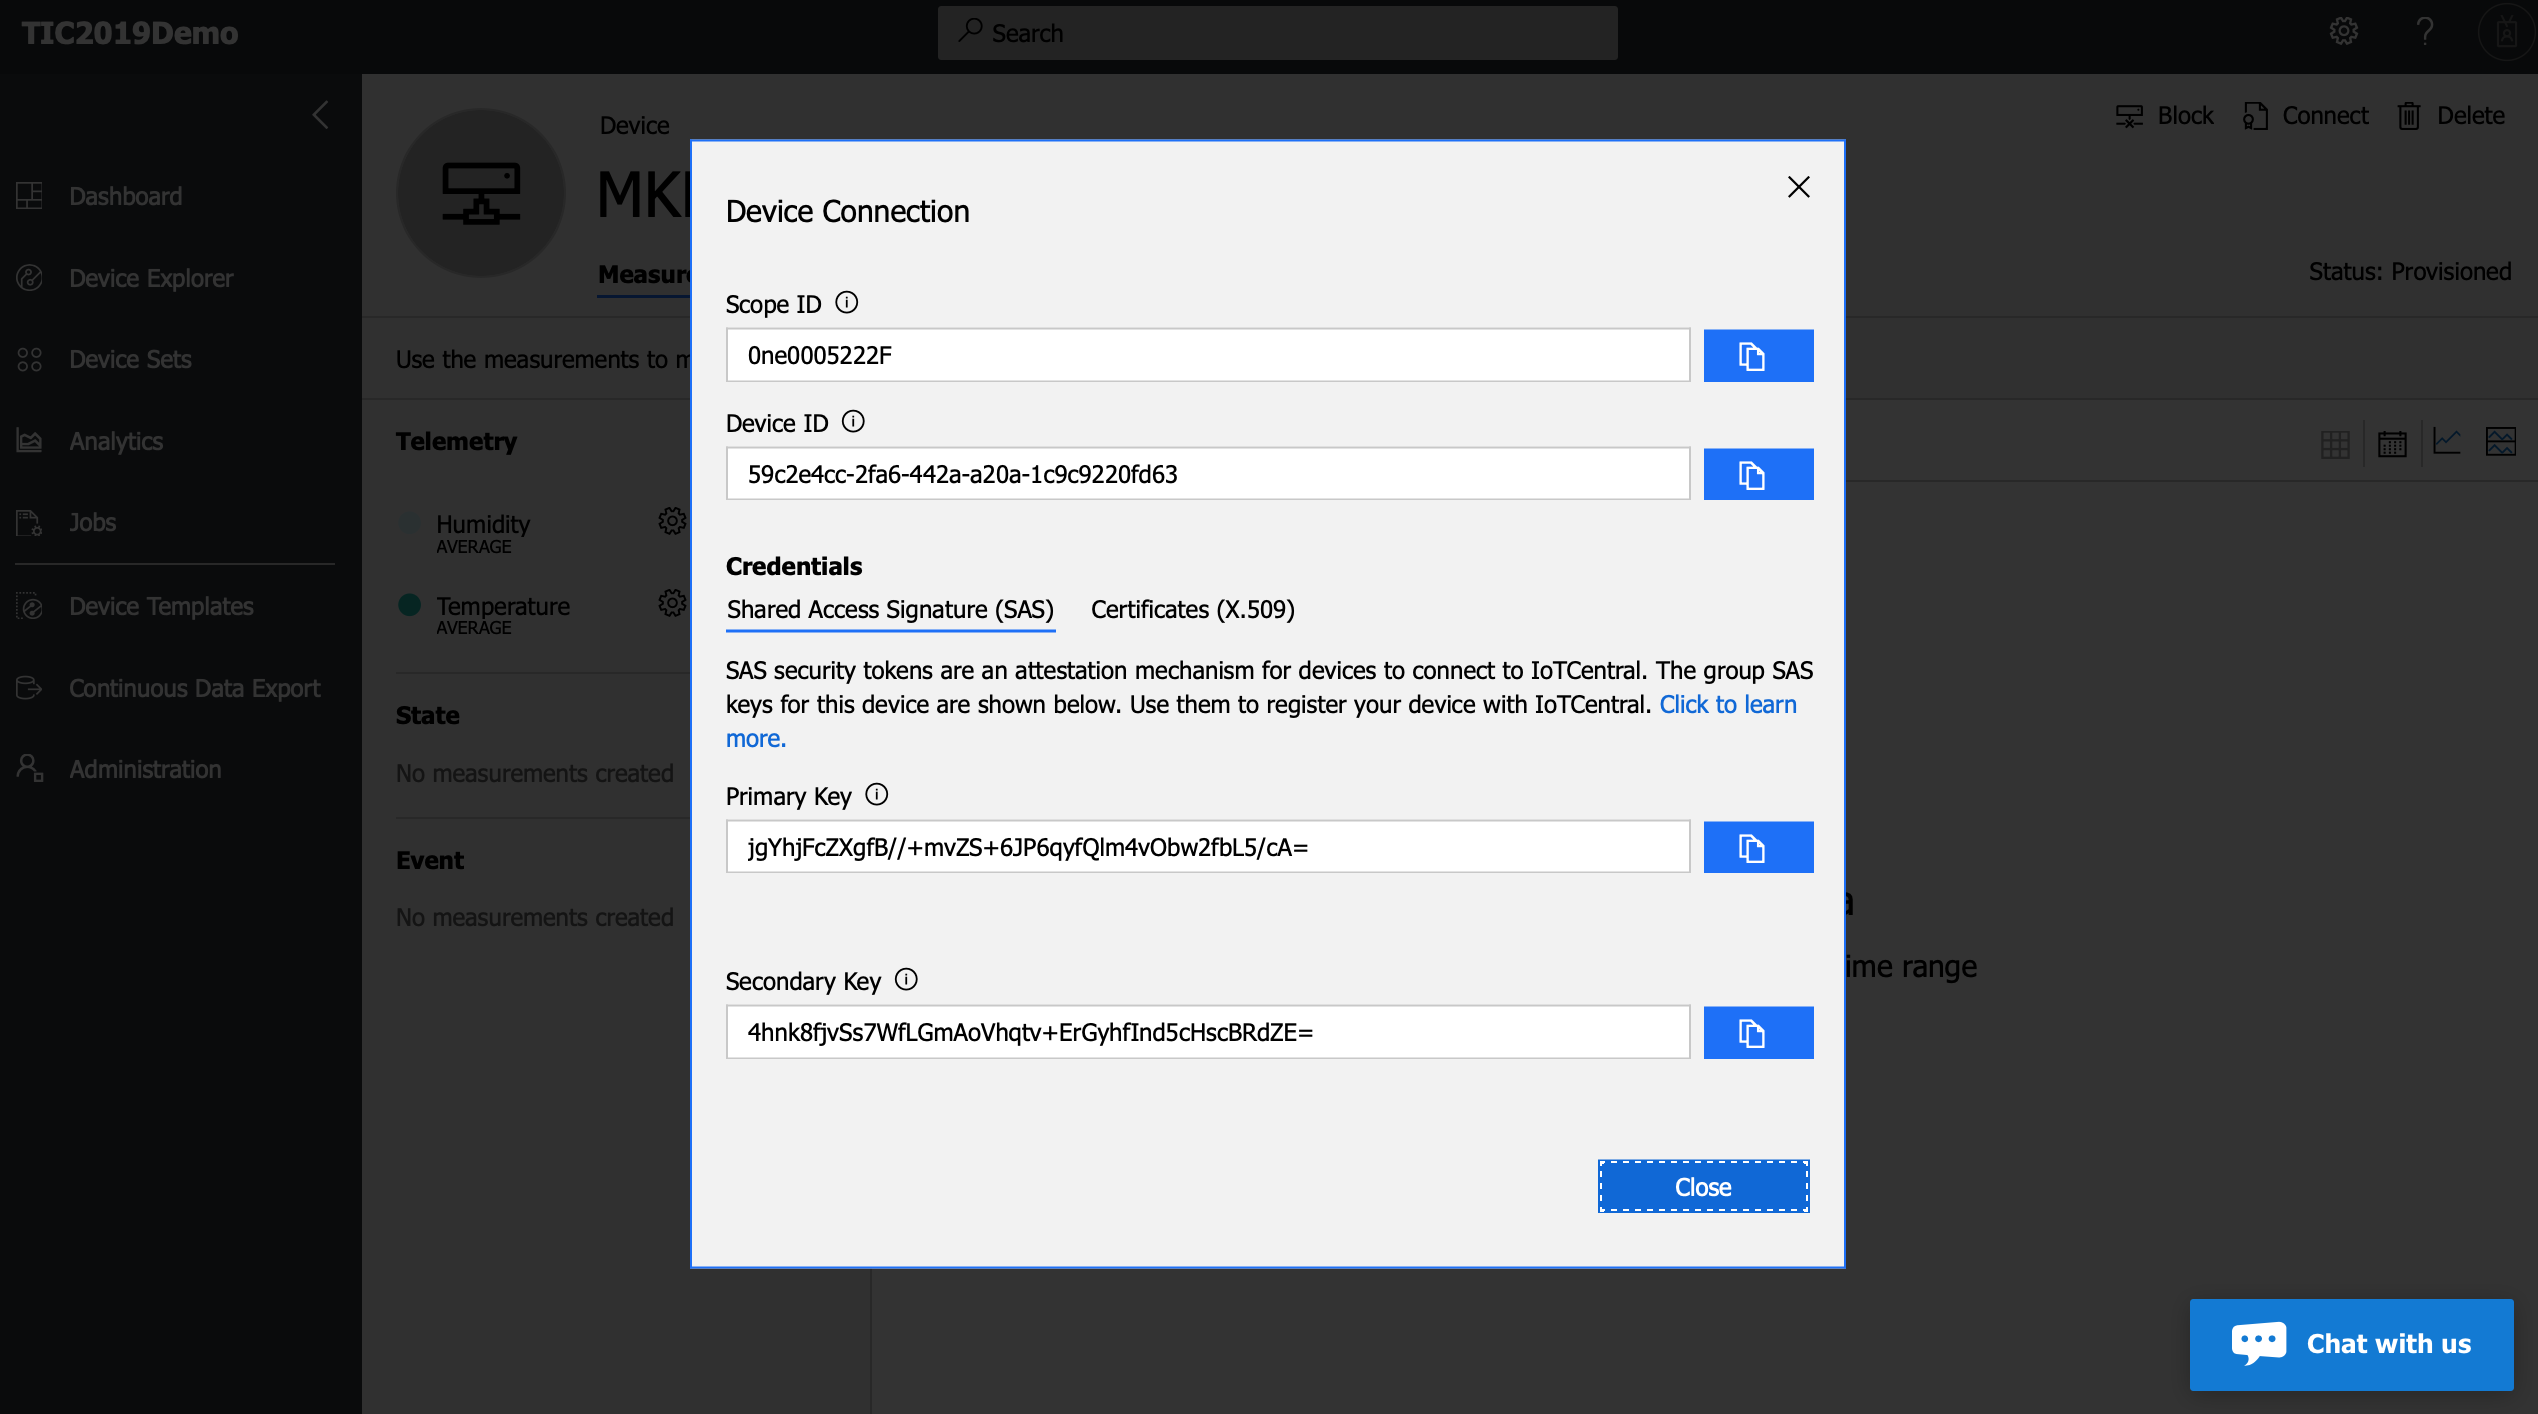 TIC2019Demo
Search
Dashboard
Device Explorer
Device Sets
Analytics
Jobs
Device Templates
Continuous Data Export
Administration
Device
Block
Connect
Delete
Status: Provisioned
Use the measurements to
Telemetry
Humidity
AVERAGE
Temperature
AVERAGE
State
No measurements created
Event
No measurements created
Device Connection
Scope ID
0ne0005222F
Device ID
59c2e4cc-2fa6-442a-a20a-1c9c9220fd63
Credentials
Shared Access Signature (SAS) Certificates (X.509)
SAS security tokens are an attestation mechanism for devices to connect to IoTCentral. The group SAS
keys for this device are shown below. Use them to register your device with IoTCentral. Click to learn
more.
Primary Key
jgYhjFcZXgfB//+mvZS+6JP6qyfQlm4vObw2fbL5/cA=
Secondary Key
4hnk8fjvSs7WfLGmAoVhqtv+ErGyhfInd5cHscBRdZE=
Close
range
Chat with us